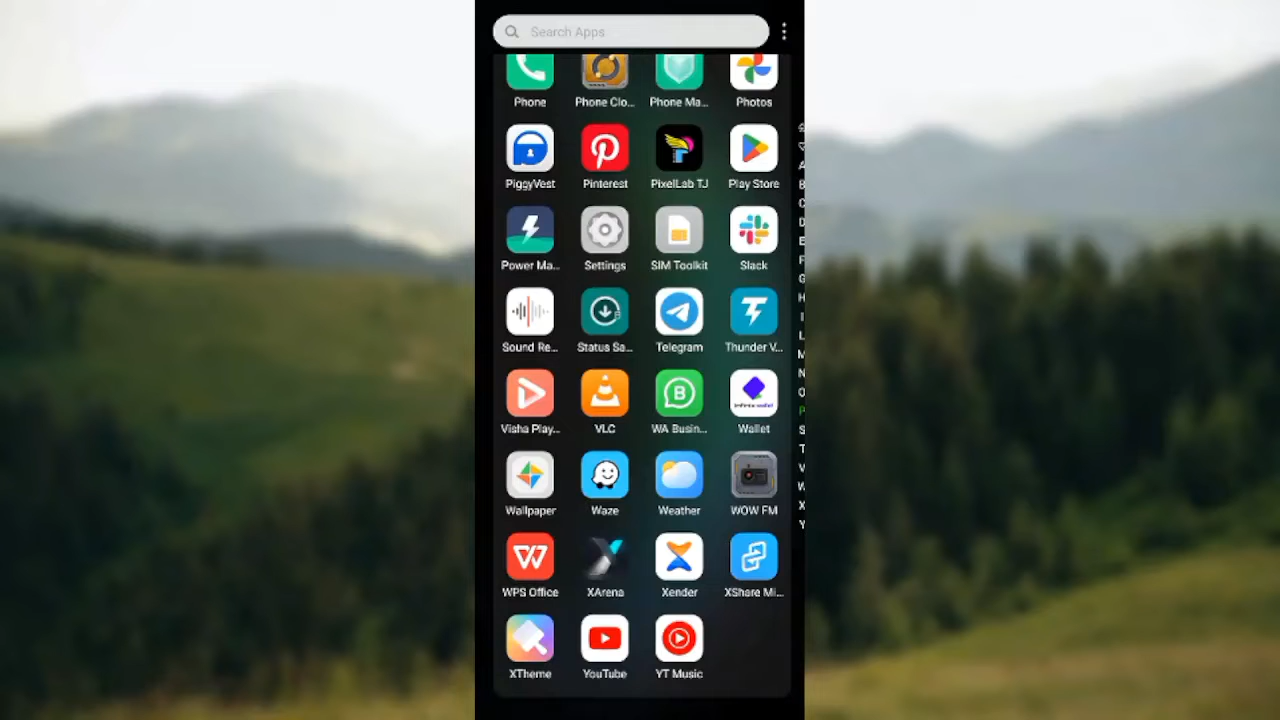 Search Apps
Phone Phone Clo... Phone Ma... Photos
PiggyVest Pinterest PixelLab TJ Play Store
Power Ma... Settings SIM Toolkit Slack
Sound Re... Status Sa... Telegram Thunder V...
Visha Play... VLC WA Busin... Wallet
Wallpaper Waze Weather WOW FM
WPS Office XArena Xender XShare Mi...
XTheme YouTube YT Music